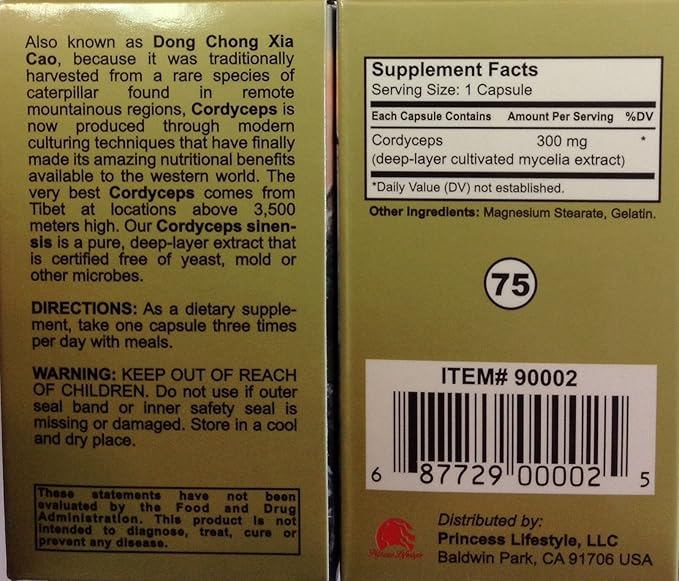 Also known as Dong Chong Xia
Cao, because it was traditionally
harvested from a rare species of
caterpillar found in remote
mountainous regions, Cordyceps is
now produced through modern
culturing techniques that have finally
made its amazing nutritional benefits
available to the western world. The
very best Cordyceps comes from
Tibet at locations above 3,500
meters high. Our Cordyceps sinen-
sis is a pure, deep-layer extract that
is certified free of yeast, mold or
other microbes.
DIRECTIONS: As a dietary supple-
ment, take one capsule three times
per day with meals.
WARNING: KEEP OUT OF REACH
OF CHILDREN. Do not use if outer
seal band or inner safety seal is
missing or damaged. Store in a cool
and dry place.
These statements have not been
evaluated by the Food and Drug
Administration. This product is not
intended to diagnose, treat, cure or
prevent any disease.
Supplement Facts
Serving Size: 1 Capsule
Each Capsule Contains Amount Per Serving %DV
Cordyceps 300 mg *
(deep-layer cultivated mycelia extract)
*Daily Value (DV) not established.
Other Ingredients: Magnesium Stearate, Gelatin.
75
ITEM# 90002
6 87729 00002 5
Distributed by:
Princess Lifestyle, LLC
Baldwin Park, CA 91706 USA
Princess Lifestyle